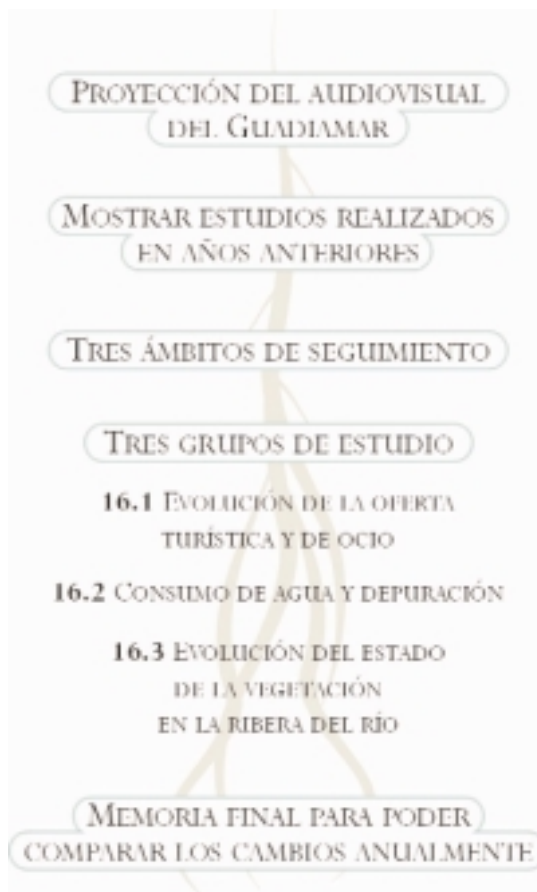 PROYECCIÓN DEL AUDIOVISUAL
DEL GUADIAMAR
MOSTRAR ESTUDIOS REALIZADOS
EN AÑOS ANTERIORES
TRES ÁMBITOS DE SEGUIMIENTO
TRES GRUPOS DE ESTUDIO
16.1 EVOLUCIÓN DE LA OFERTA
TURÍSTICA Y DE OCIO
16.2 CONSUMO DE AGUA Y DEPURACIÓN
16.3 EVOLUCIÓN DEL ESTADO
DE LA VEGETACIÓN
EN LA RIBERA DEL RÍO
MEMORIA FINAL PARA PODER
COMPARAR LOS CAMBIOS ANUALMENTE